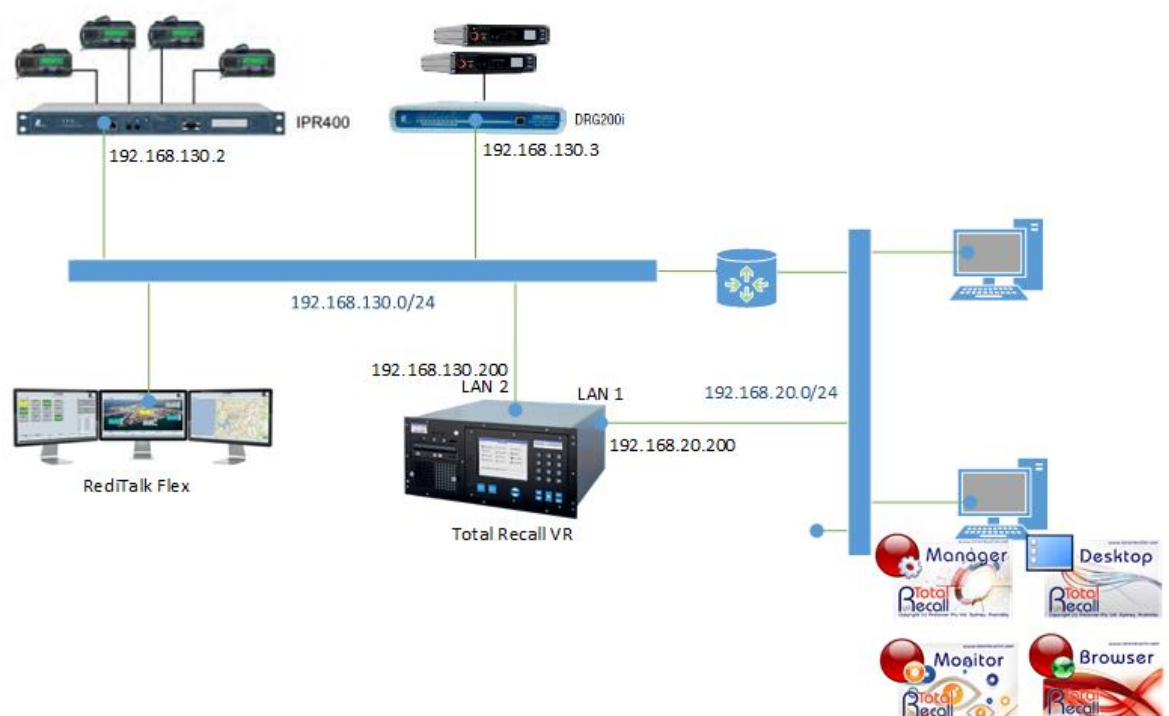 IPR400
DRG200i
192.168.130.2
192.168.130.3
192.168.130.0/24
192.168.130.200
LAN 2
LAN 1
192.168.20.0/24
192.168.20.200
RediTalk Flex
Total Recall VR
Manager
Total
Recall
Desktop
Total
Recall
Monitor
Total
Recall
Browser
Total
Recall